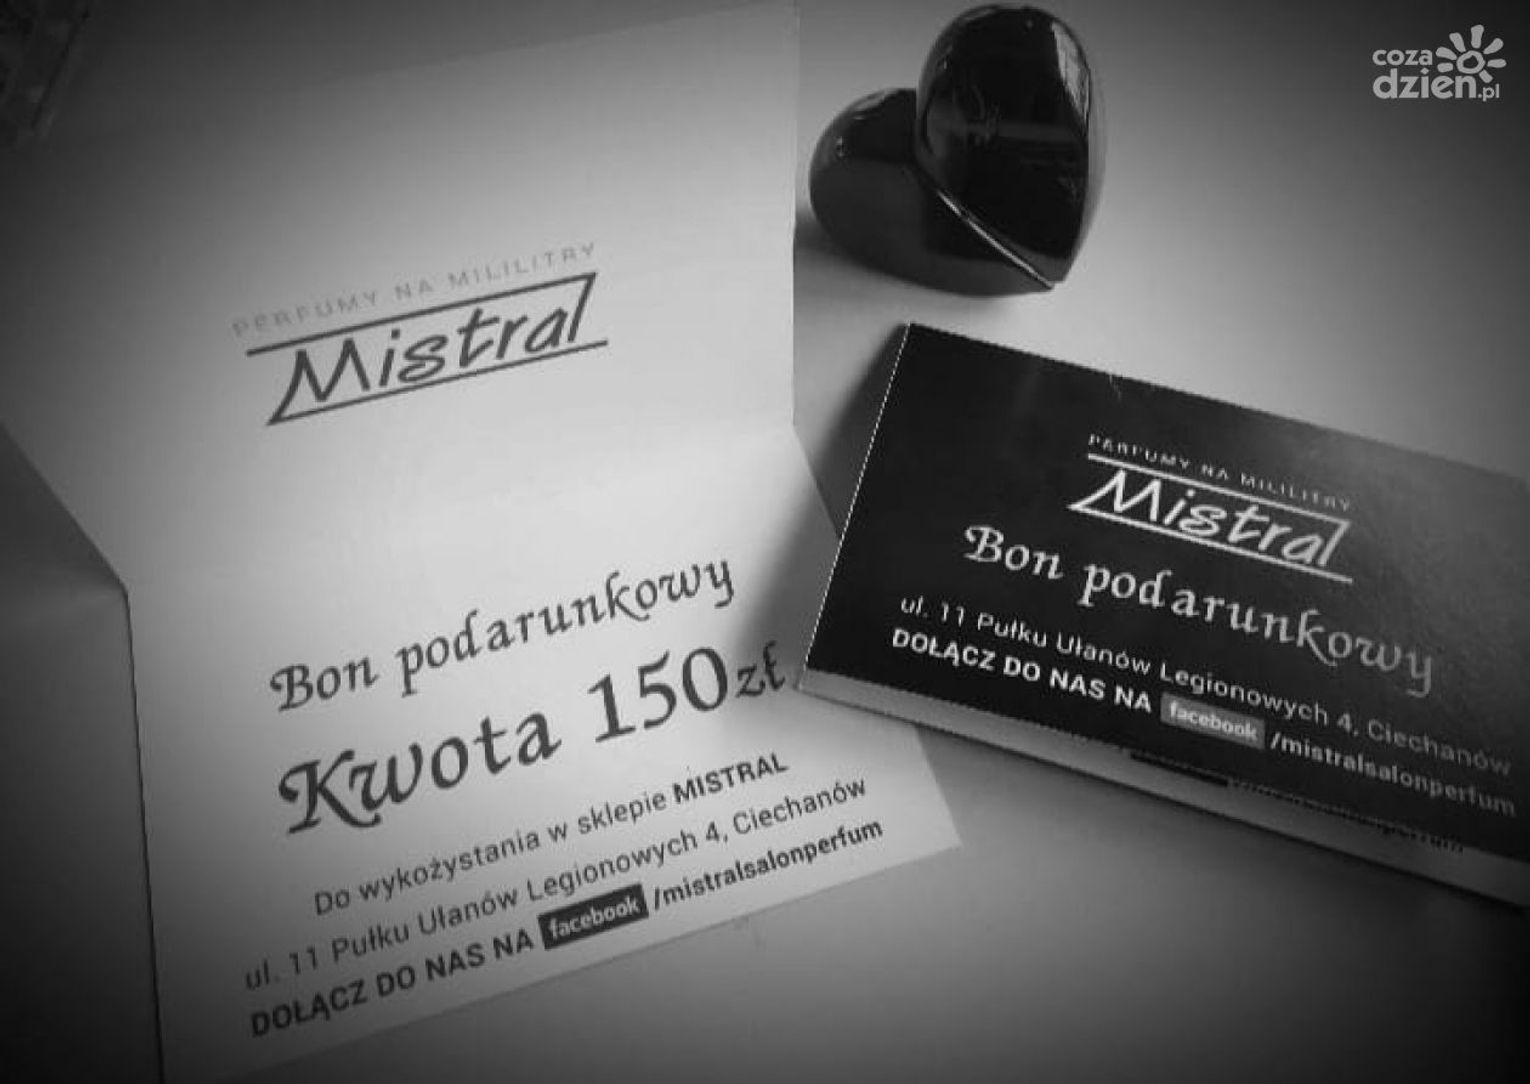 coza
dzien.pl
PERFUMY NA MILILITRY
Mistral
Bon podarunkowy
Kwota 150zł
Do wykożystania w sklepie MISTRAL
ul. 11 Pułku Ułanów Legionowych 4, Ciechanów
DOŁĄCZ DO NAS NA facebook /mistralsalonperfum
PERFUMY NA MILILITRY
Mistral
Bon podarunkowy
ul. 11 Pułku Ułanów Legionowych 4, Ciechanów
DOŁĄCZ DO NAS NA facebook /mistralsalonperfum